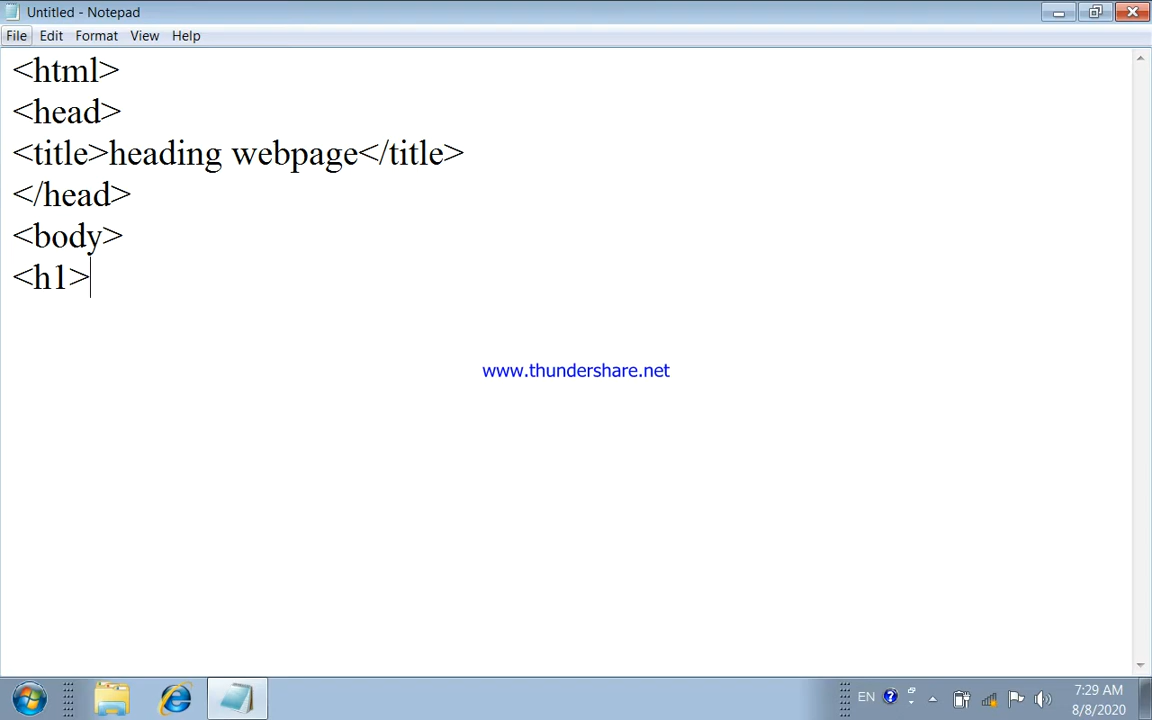 Untitled - Notepad
File Edit Format View Help
<html>
<head>
<title>heading webpage</title>
</head>
<body>
<h1>
www.thundershare.net
EN
7:29 AM
8/8/2020